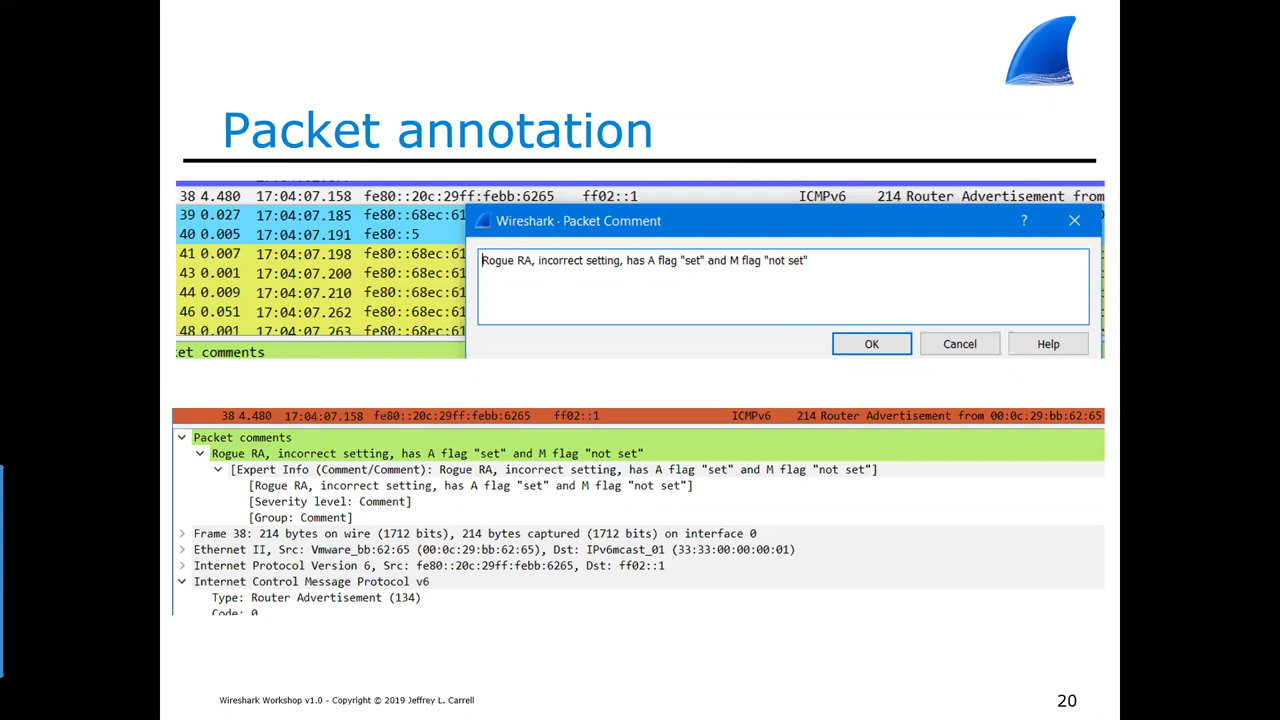 Packet annotation
38 4.480 17:04:07.158 fe80::20c:29ff:febb:6265 ff02::1 ICMPv6 214 Router Advertisement from
39 0.027 17:04:07.185 fe80::68ec:61
40 0.005 17:04:07.191 fe80::5
41 0.007 17:04:07.198 fe80::68ec:61
43 0.001 17:04:07.200 fe80::68ec:61
44 0.009 17:04:07.210 fe80::68ec:61
46 0.051 17:04:07.262 fe80::68ec:61
48 0.001 17:04:07.263 fe80::68ec:61
ket comments
Wireshark · Packet Comment ?
Rogue RA, incorrect setting, has A flag "set" and M flag "not set"
OK Cancel Help
38 4.480 17:04:07.158 fe80::20c:29ff:febb:6265 ff02::1 ICMPv6 214 Router Advertisement from 00:0c:29:bb:62:65
Packet comments
Rogue RA, incorrect setting, has A flag "set" and M flag "not set"
[Expert Info (Comment/Comment): Rogue RA, incorrect setting, has A flag "set" and M flag "not set"]
[Rogue RA, incorrect setting, has A flag "set" and M flag "not set"]
[Severity level: Comment]
[Group: Comment]
Frame 38: 214 bytes on wire (1712 bits), 214 bytes captured (1712 bits) on interface 0
Ethernet II, Src: Vmware_bb:62:65 (00:0c:29:bb:62:65), Dst: IPv6mcast_01 (33:33:00:00:00:01)
Internet Protocol Version 6, Src: fe80::20c:29ff:febb:6265, Dst: ff02::1
Internet Control Message Protocol v6
Type: Router Advertisement (134)
Code: 0
Wireshark Workshop v1.0 - Copyright © 2019 Jeffrey L. Carrell
20